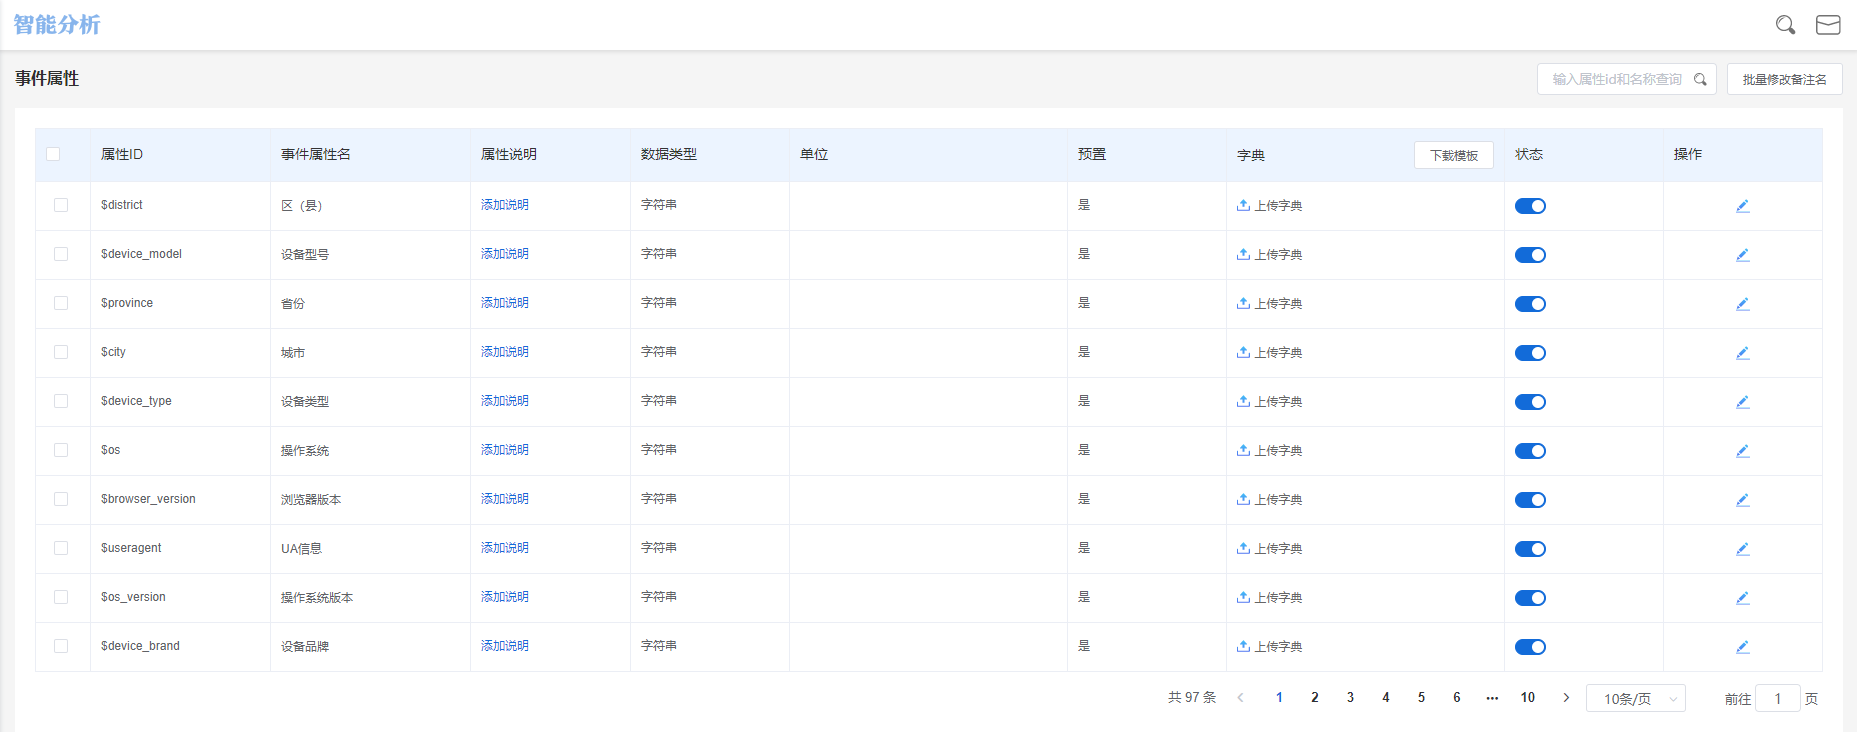 智能分析
事件属性 输入属性id和名称查询 批量修改备注名
属性ID 事件属性名 属性说明 数据类型 单位 预置 字典 下载模板 状态 操作
$district 区（县） 添加说明 字符串 是 上传字典
$device_model 设备型号 添加说明 字符串 是 上传字典
$province 省份 添加说明 字符串 是 上传字典
$city 城市 添加说明 字符串 是 上传字典
$device_type 设备类型 添加说明 字符串 是 上传字典
$os 操作系统 添加说明 字符串 是 上传字典
$browser_version 浏览器版本 添加说明 字符串 是 上传字典
$useragent UA信息 添加说明 字符串 是 上传字典
$os_version 操作系统版本 添加说明 字符串 是 上传字典
$device_brand 设备品牌 添加说明 字符串 是 上传字典
共 97 条 1 2 3 4 5 6 ··· 10 10条/页 前往 1 页